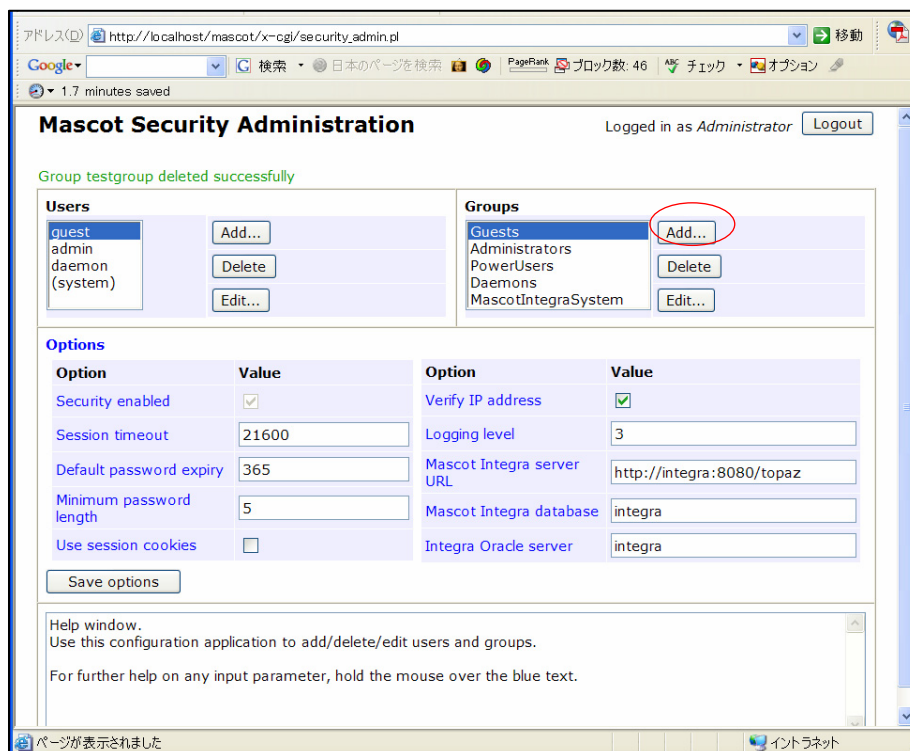 アドレス(D) http://localhost/mascot/x-cgi/security_admin.pl 移動
Google 検索 日本のページを検索 PageRank ブロック数: 46 ABC チェック オプション
1.7 minutes saved
Mascot Security Administration
Logged in as Administrator Logout
Group testgroup deleted successfully
Users
guest
admin
daemon
(system)
Add...
Delete
Edit...
Groups
Guests
Administrators
PowerUsers
Daemons
MascotIntegraSystem
Add...
Delete
Edit...
Options
Option Value
Security enabled
Session timeout 21600
Default password expiry 365
Minimum password
length 5
Use session cookies
Option Value
Verify IP address
Logging level 3
Mascot Integra server
URL http://integra:8080/topaz
Mascot Integra database integra
Integra Oracle server integra
Save options
Help window.
Use this configuration application to add/delete/edit users and groups.
For further help on any input parameter, hold the mouse over the blue text.
ページが表示されました イントラネット